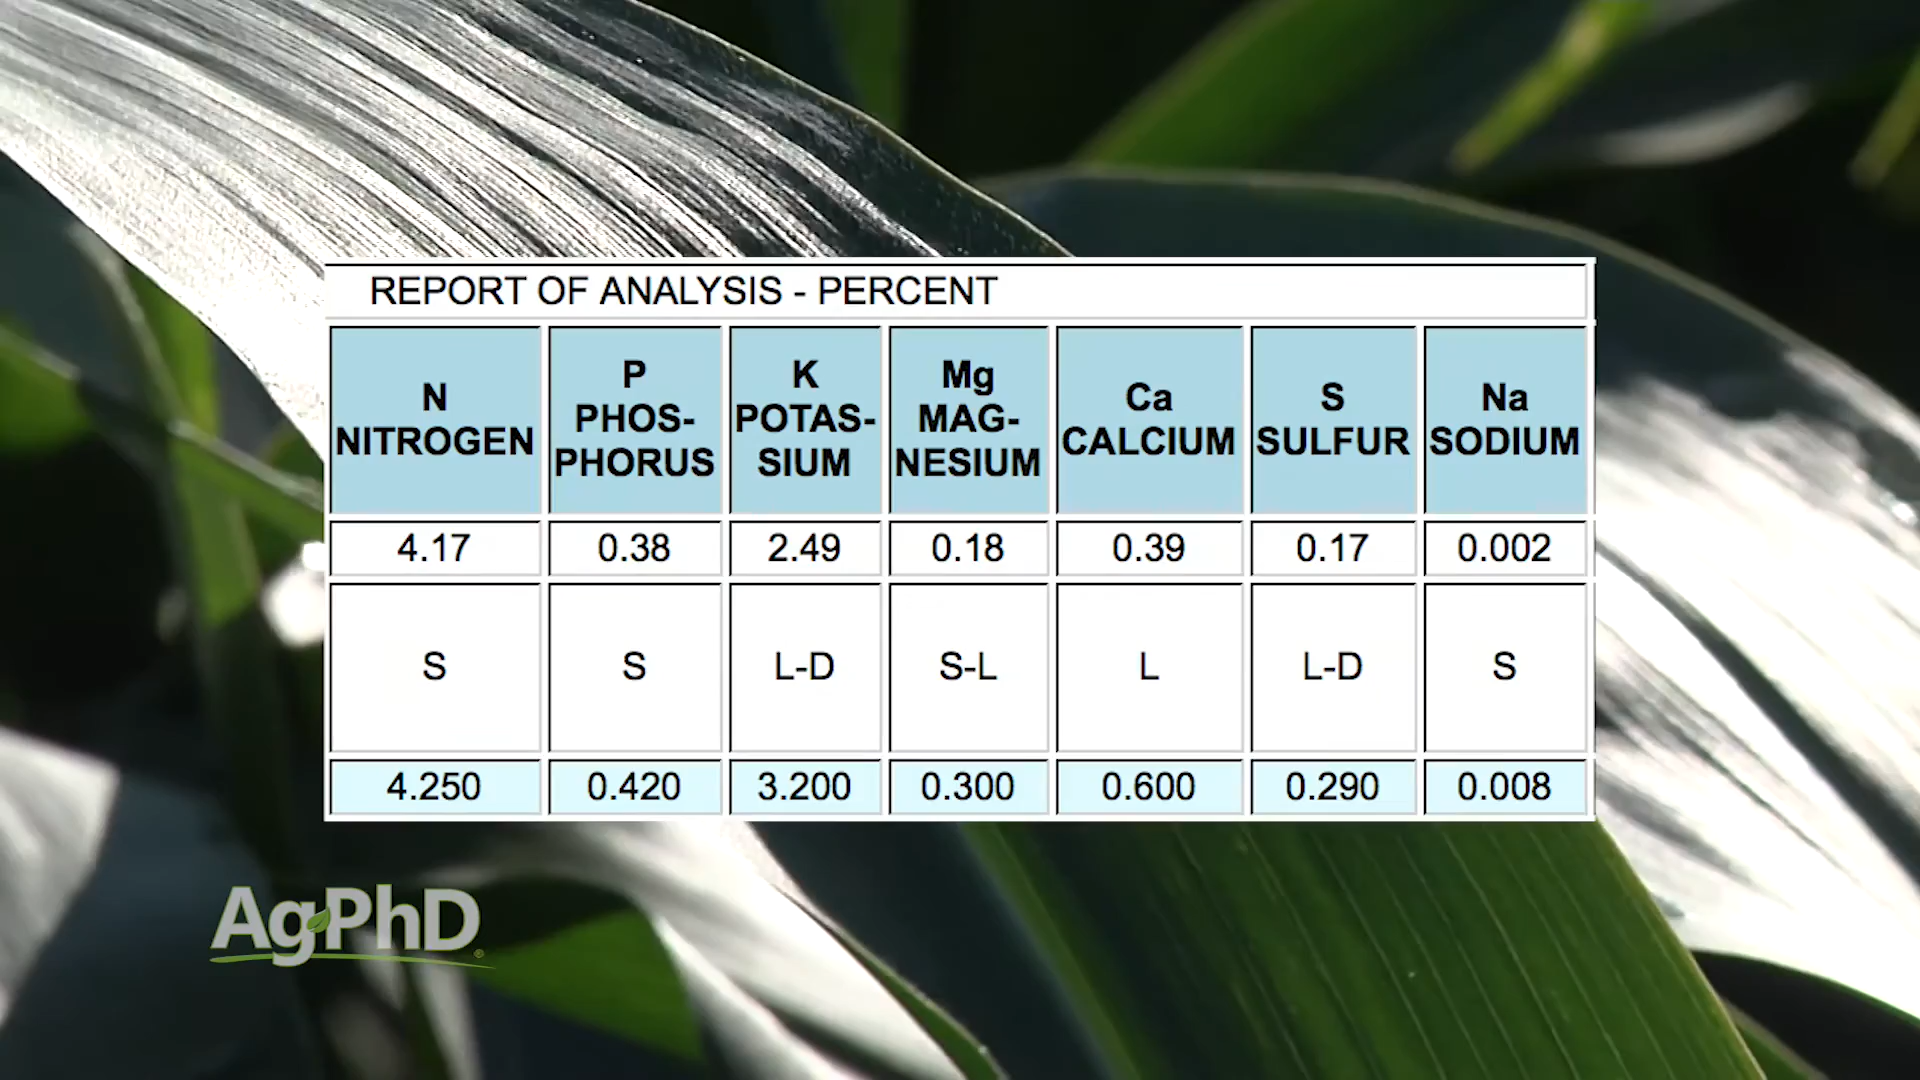 REPORT OF ANALYSIS - PERCENT
N NITROGEN P PHOS-PHORUS K POTAS-SIUM Mg MAG-NESIUM Ca CALCIUM S SULFUR Na SODIUM
4.17 0.38 2.49 0.18 0.39 0.17 0.002
S S L-D S-L L L-D S
4.250 0.420 3.200 0.300 0.600 0.290 0.008
AgPhD®